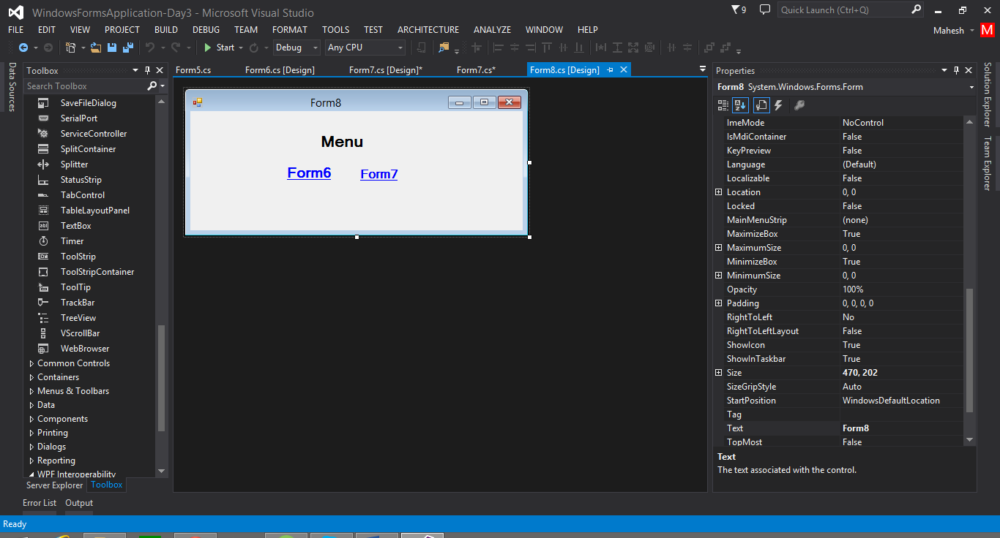 WindowsFormsApplication-Day3 - Microsoft Visual Studio
9
Quick Launch (Ctrl+Q)
FILE EDIT VIEW PROJECT BUILD DEBUG TEAM FORMAT TOOLS TEST ARCHITECTURE ANALYZE WINDOW HELP
Mahesh M
Start Debug Any CPU
Data Sources
Toolbox
Search Toolbox
SaveFileDialog
SerialPort
ServiceController
SplitContainer
Splitter
StatusStrip
TabControl
TableLayoutPanel
TextBox
Timer
ToolStrip
ToolStripContainer
ToolTip
TrackBar
TreeView
VScrollBar
WebBrowser
Common Controls
Containers
Menus & Toolbars
Data
Components
Printing
Dialogs
Reporting
WPF Interoperability
Server Explorer Toolbox
Form5.cs Form6.cs [Design] Form7.cs [Design]* Form7.cs* Form8.cs [Design]
Form8
Menu
Form6 Form7
Properties
Form8 System.Windows.Forms.Form
ImeMode NoControl
IsMdiContainer False
KeyPreview False
Language (Default)
Localizable False
Location 0, 0
Locked False
MainMenuStrip (none)
MaximizeBox True
MaximumSize 0, 0
MinimizeBox True
MinimumSize 0, 0
Opacity 100%
Padding 0, 0, 0, 0
RightToLeft No
RightToLeftLayout False
ShowIcon True
ShowInTaskbar True
Size 470, 202
SizeGripStyle Auto
StartPosition WindowsDefaultLocation
Tag
Text Form8
TopMost False
Text
The text associated with the control.
Solution Explorer
Team Explorer
Error List Output
Ready